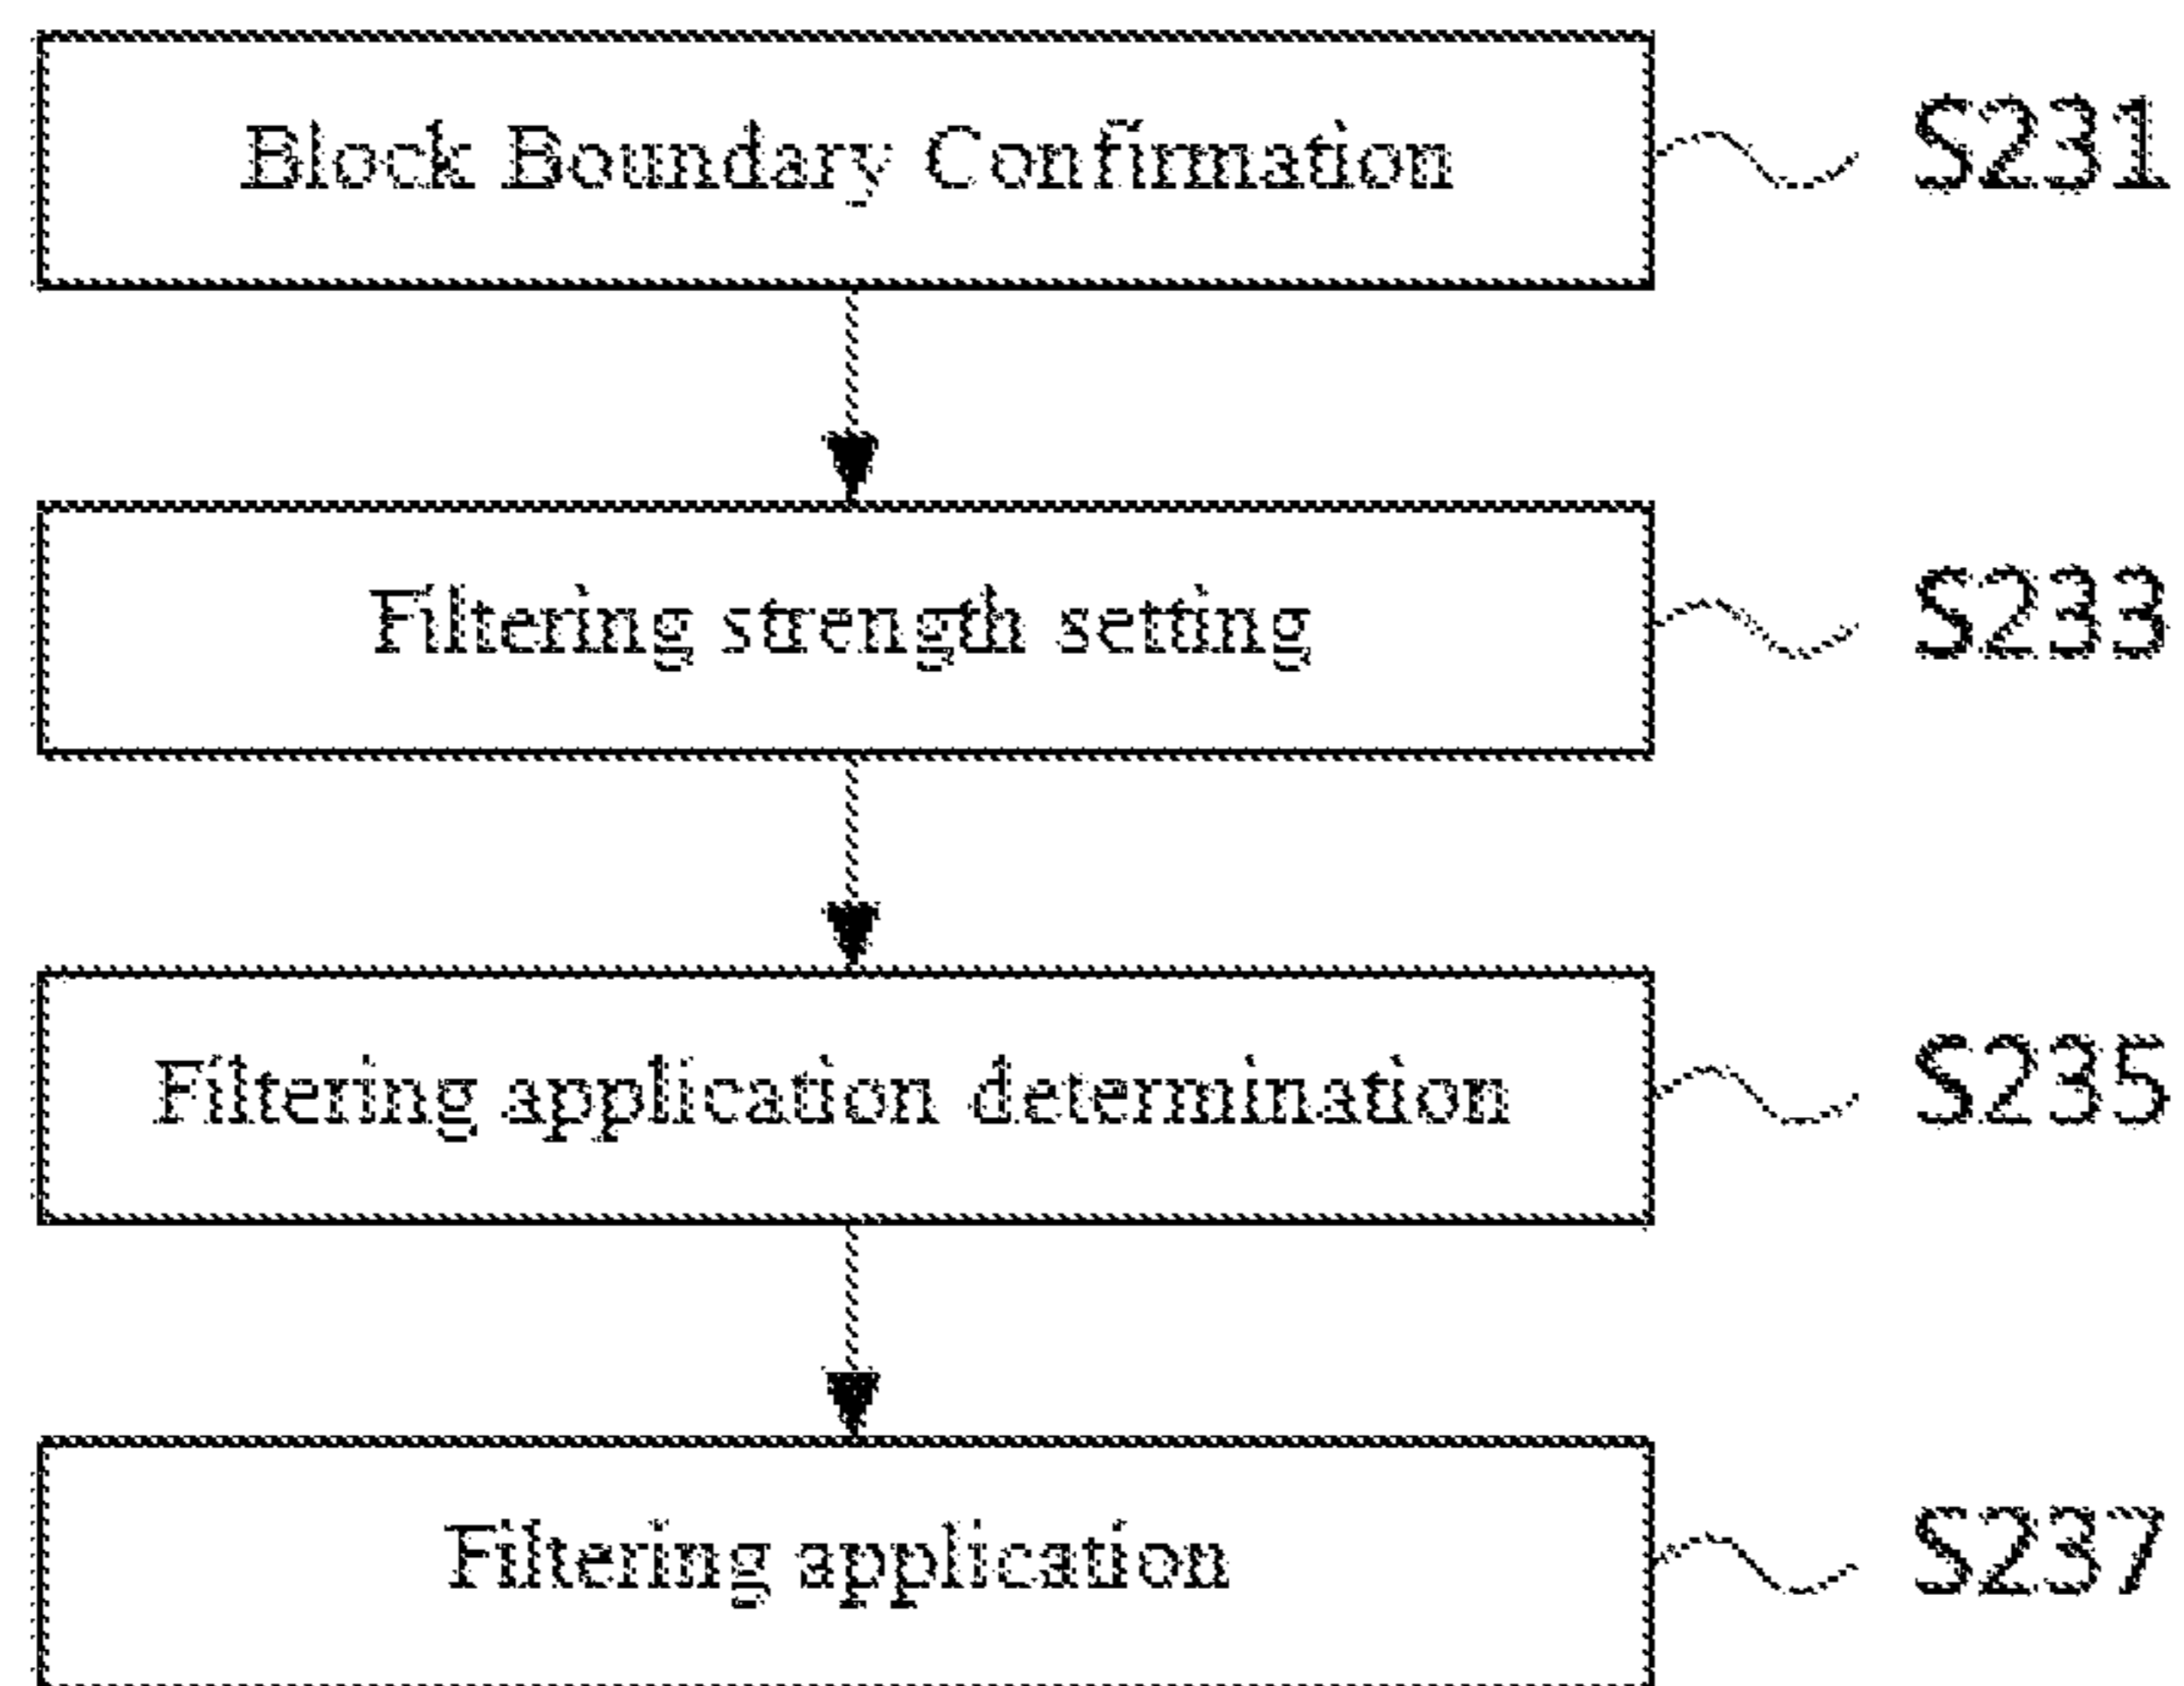 Block Boundary Confirmation S231
Filtering strength setting S233
Filtering application determination S235
Filtering application S237